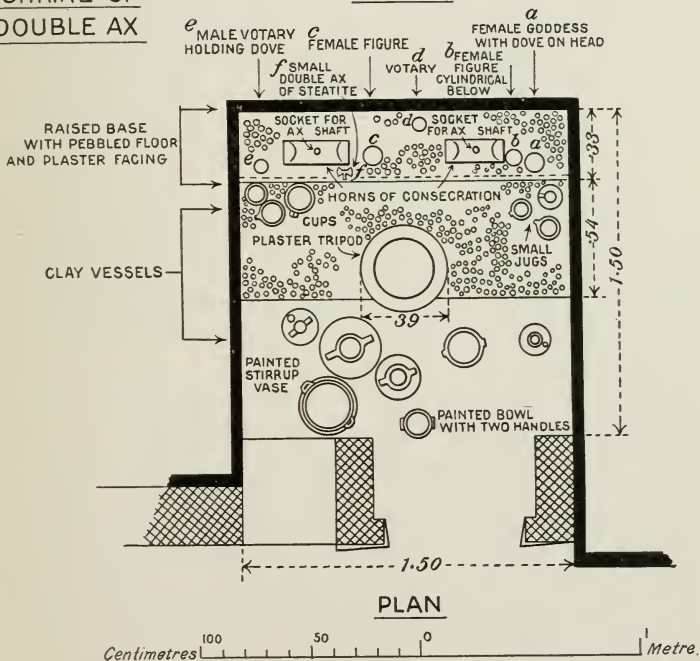 DOUBLE AX
e MALE VOTARY
HOLDING DOVE
c
FEMALE FIGURE
d
VOTARY
b FEMALE
FIGURE
CYLINDRICAL
BELOW
a
FEMALE GODDESS
WITH DOVE ON HEAD
f SMALL
DOUBLE AX
OF STEATITE
RAISED BASE
WITH PEBBLED FLOOR
AND PLASTER FACING
SOCKET FOR
AX SHAFT
d
SOCKET
FOR AX SHAFT
e
c
b
a
f
HORNS OF CONSECRATION
CUPS
PLASTER TRIPOD
SMALL
JUGS
·33
·54
1·50
CLAY VESSELS
·39
PAINTED
STIRRUP
VASE
PAINTED BOWL
WITH TWO HANDLES
1·50
PLAN
Centimetres 100 50 0 1 Metre